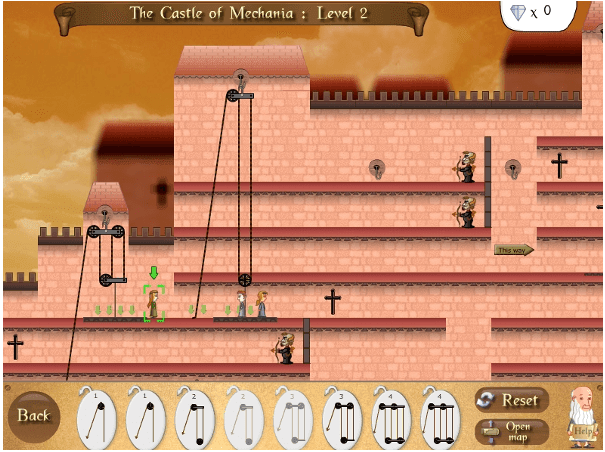 The Castle of Mechania : Level 2
x 0
This way
Back
1 1 2 2 3 3 4 4
Reset
Open
map
Help!